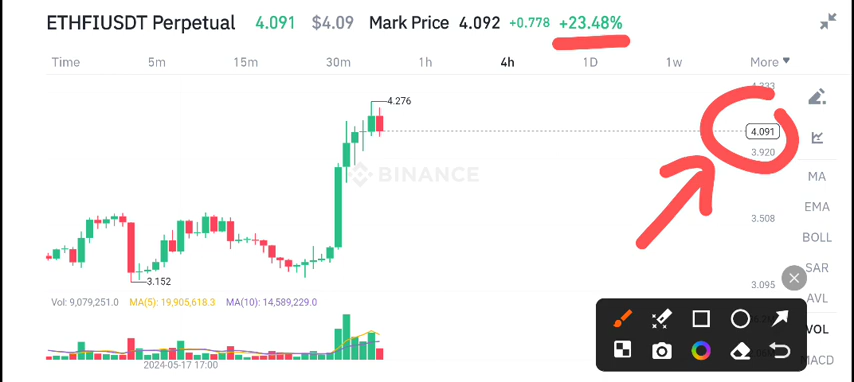 ETHFIUSDT Perpetual 4.091 $4.09 Mark Price 4.092 +0.778 +23.48%
Time 5m 15m 30m 1h 4h 1D 1w More
4.276
4.091
3.920
BINANCE
MA
EMA
3.508
BOLL
SAR
3.152
3.095
Vol: 9,079,251.0 MA(5): 19,905,618.3 MA(10): 14,589,229.0
AVL
VOL
MACD
2024-05-17 17:00